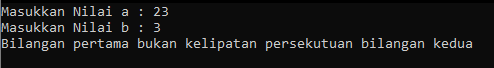 Masukkan Nilai a : 23
Masukkan Nilai b : 3
Bilangan pertama bukan kelipatan persekutuan bilangan kedua